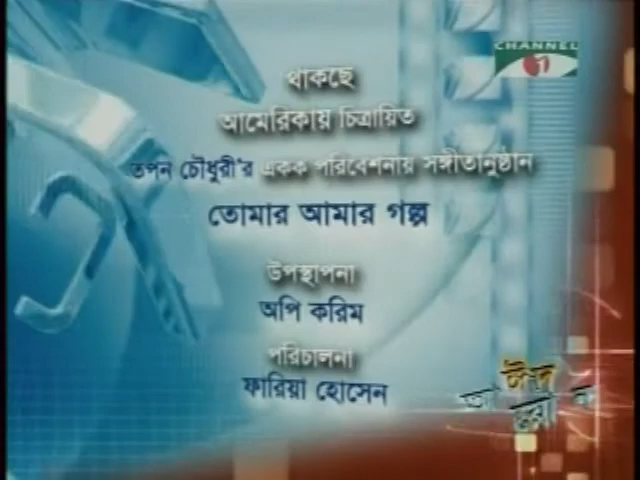 CHANNEL
থাকছে
আমেরিকায় চিত্রায়িত
তপন চৌধুরী'র একক পরিবেশনায় সঙ্গীতানুষ্ঠান
তোমার আমার গল্প
উপস্থাপনা
অপি করিম
পরিচালনা
ফারিয়া হোসেন